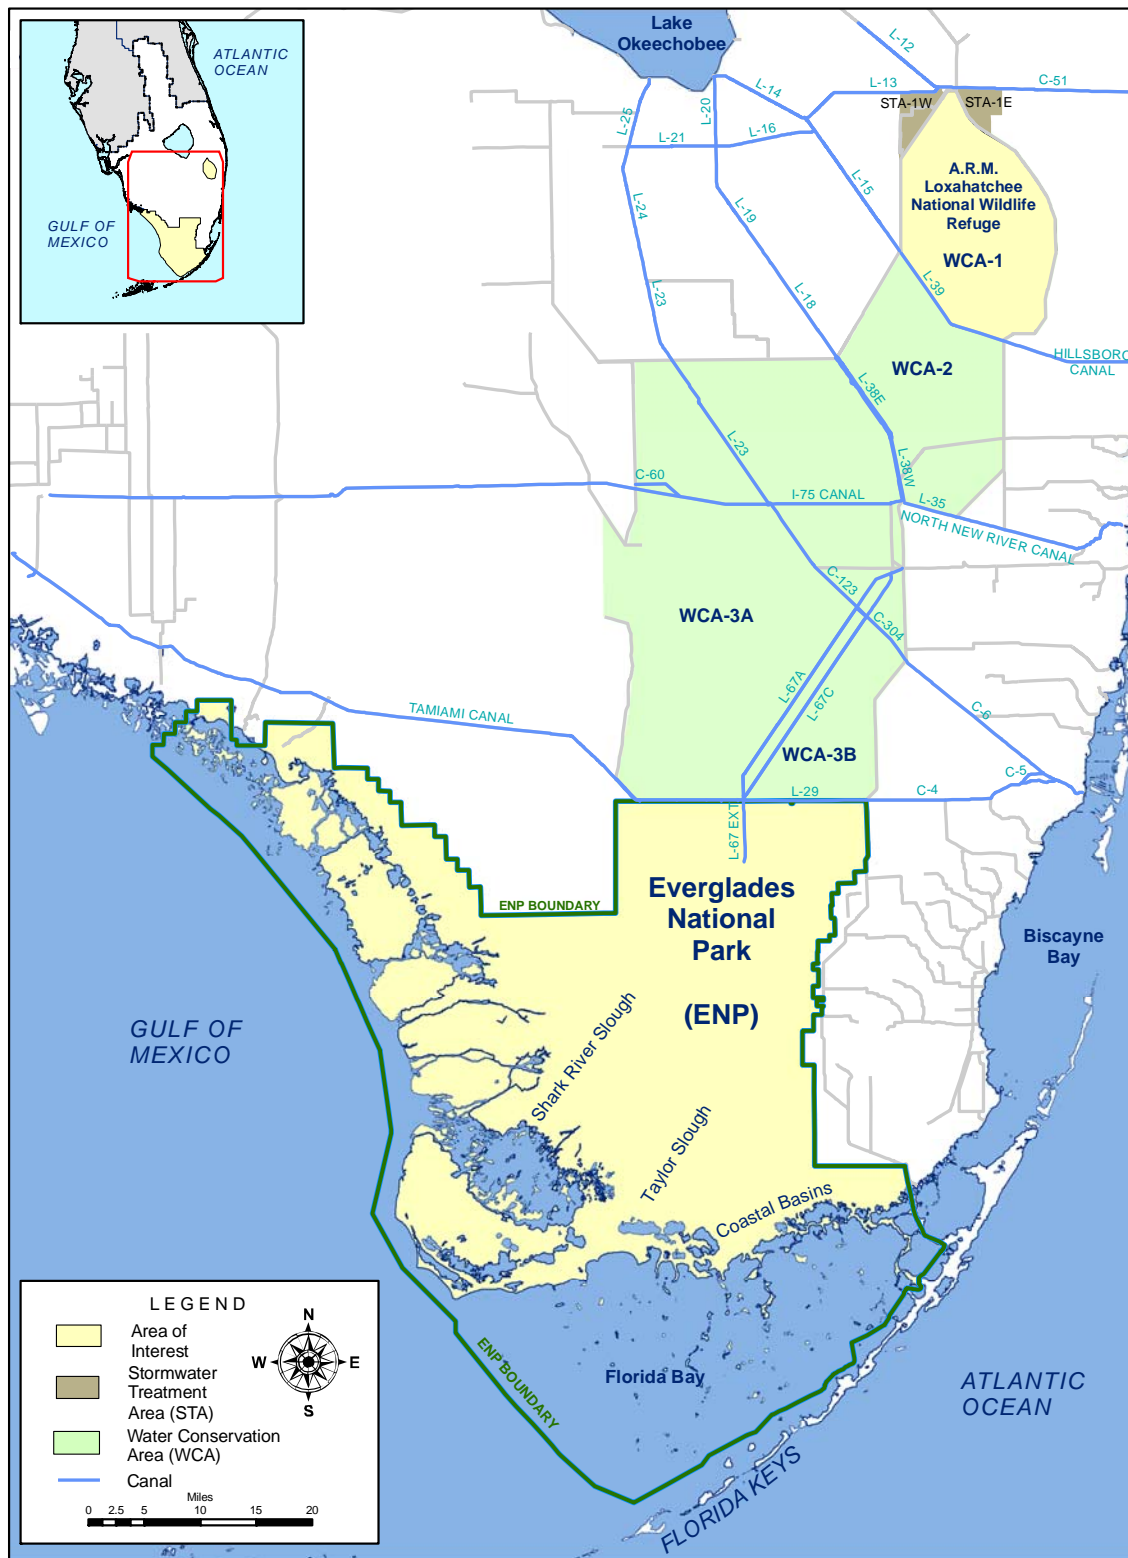 ATLANTIC
OCEAN
GULF OF
MEXICO
Lake
Okeechobee
L-12
L-13
C-51
L-14
L-20
L-25
STA-1W
STA-1E
L-21
L-16
A.R.M.
Loxahatchee
National Wildlife
Refuge
WCA-1
L-15
L-24
L-19
L-39
L-23
L-18
HILLSBORO
CANAL
WCA-2
L-38E
L-23
L-38W
C-60
I-75 CANAL
L-35
NORTH NEW RIVER CANAL
C-123
WCA-3A
C-304
L-67A
L-67C
C-6
TAMIAMI CANAL
WCA-3B
C-5
L-29
C-4
L-67 EXT
ENP BOUNDARY
Everglades
National
Park
(ENP)
Biscayne
Bay
GULF OF
MEXICO
Shark River Slough
Taylor Slough
Coastal Basins
Florida Bay
ENP BOUNDARY
ATLANTIC
OCEAN
FLORIDA KEYS
LEGEND
Area of
Interest
Stormwater
Treatment
Area (STA)
Water Conservation
Area (WCA)
Canal
N
W
E
S
Miles
0 2.5 5 10 15 20